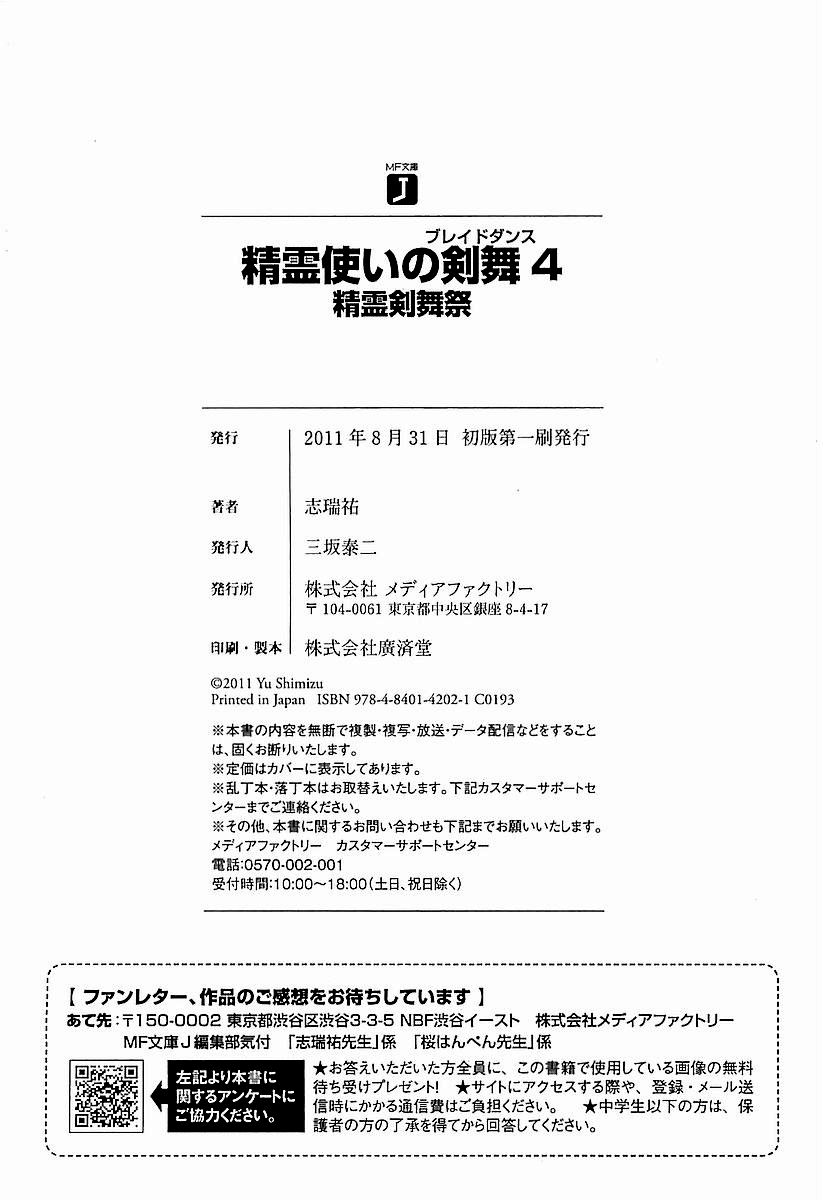 MF文庫
J
ブレイドダンス
精霊使いの剣舞 4
精霊剣舞祭
発行 2011年8月31日 初版第一刷発行
著者 志瑞祐
発行人 三坂泰二
発行所 株式会社 メディアファクトリー
〒104-0061 東京都中央区銀座 8-4-17
印刷・製本 株式会社廣済堂
©2011 Yu Shimizu
Printed in Japan ISBN 978-4-8401-4202-1 C0193
※本書の内容を無断で複製・複写・放送・データ配信などをすること
は、固くお断りいたします。
※定価はカバーに表示してあります。
※乱丁本・落丁本はお取替えいたします。下記カスタマーサポートセ
ンターまでご連絡ください。
※その他、本書に関するお問い合わせも下記までお願いいたします。
メディアファクトリー カスタマーサポートセンター
電話:0570-002-001
受付時間:10:00〜18:00(土日、祝日除く)
【 ファンレター、作品のご感想をお待ちしています 】
あて先:〒150-0002 東京都渋谷区渋谷3-3-5 NBF渋谷イースト 株式会社メディアファクトリー
MF文庫J編集部気付 「志瑞祐先生」係 「桜はんぺん先生」係
左記より本書に
関するアンケートに
ご協力ください。
★お答えいただいた方全員に、この書籍で使用している画像の無料
待ち受けプレゼント! ★サイトにアクセスする際や、登録・メール送
信時にかかる通信費はご負担ください。 ★中学生以下の方は、保
護者の方の了承を得てから回答してください。